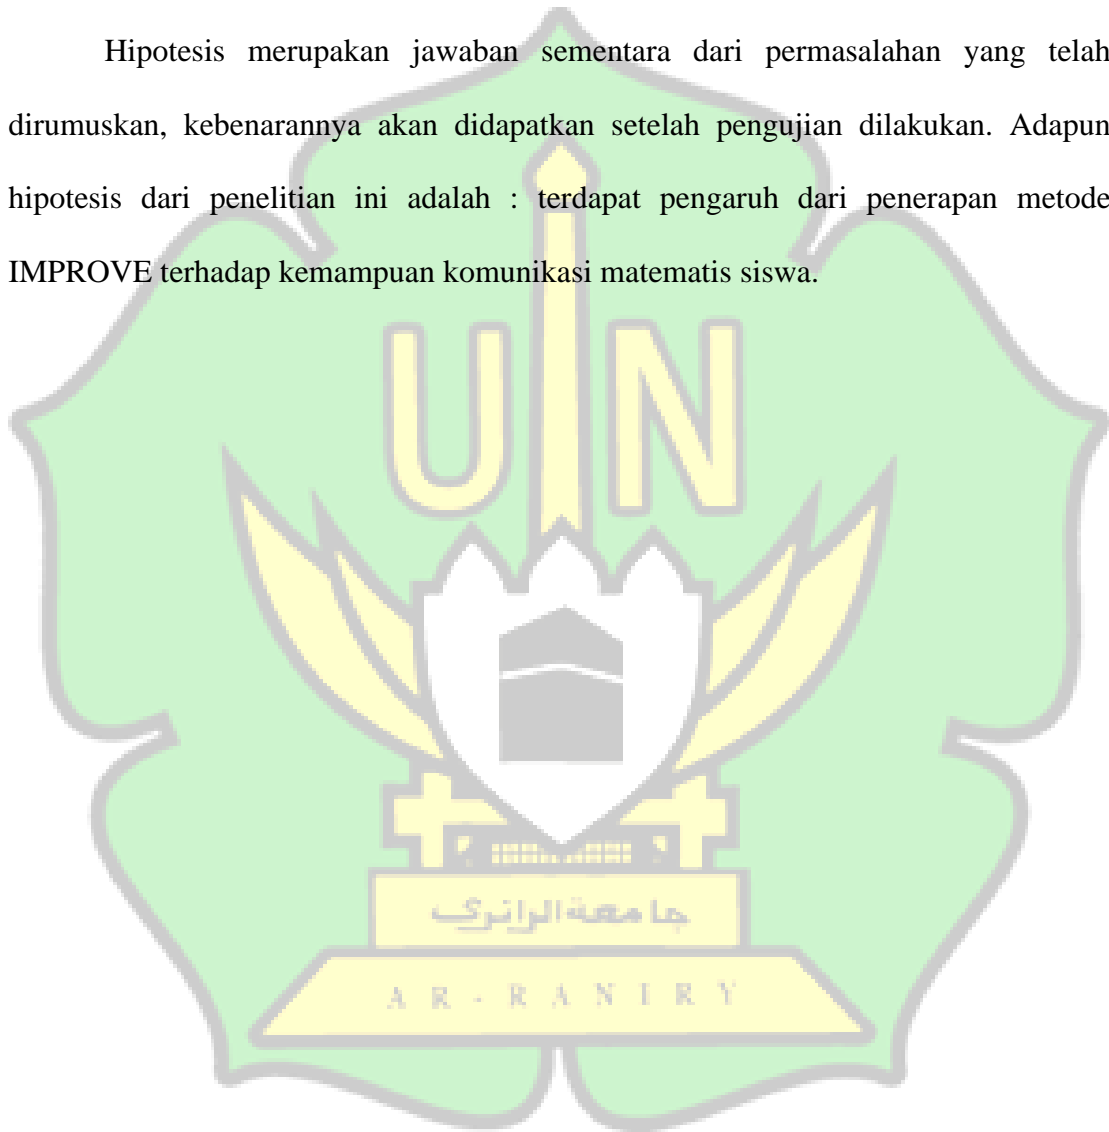 Hipotesis merupakan jawaban sementara dari permasalahan yang telah
dirumuskan, kebenarannya akan didapatkan setelah pengujian dilakukan. Adapun
hipotesis dari penelitian ini adalah : terdapat pengaruh dari penerapan metode
IMPROVE terhadap kemampuan komunikasi matematis siswa.
U N
جامعة الرانري
AR-RANIRY